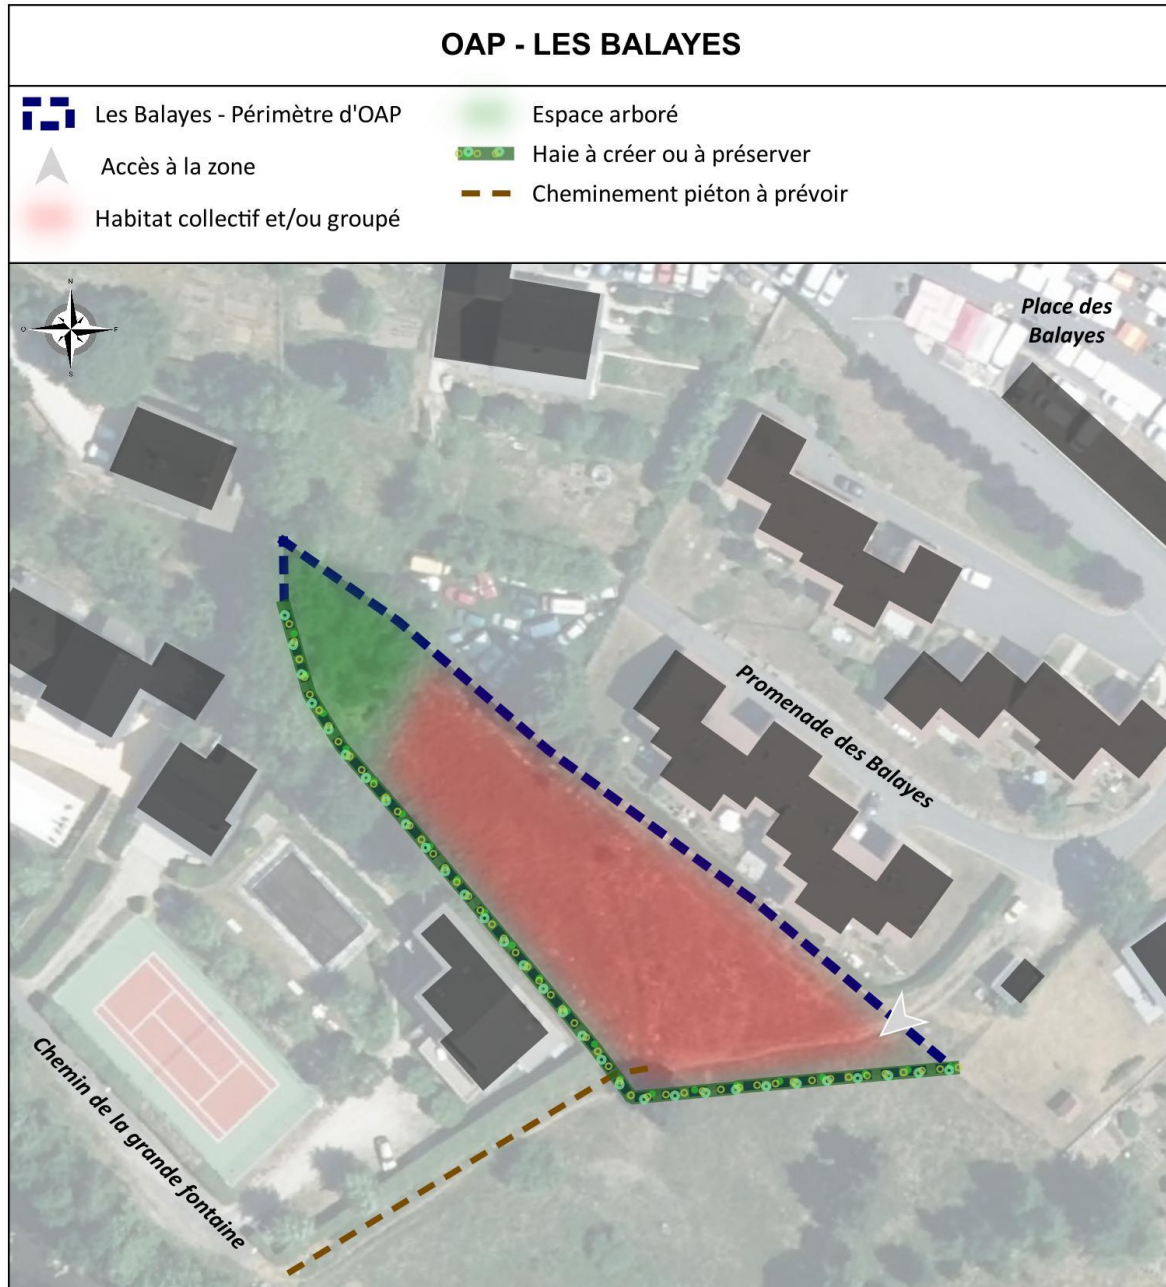 OAP - LES BALAYES
Les Balayes - Périmètre d'OAP
Accès à la zone
Habitat collectif et/ou groupé
Espace arboré
Haie à créer ou à préserver
Cheminement piéton à prévoir
N
O
E
S
Place des
Balayes
Promenade des Balayes
Chemin de la grande fontaine